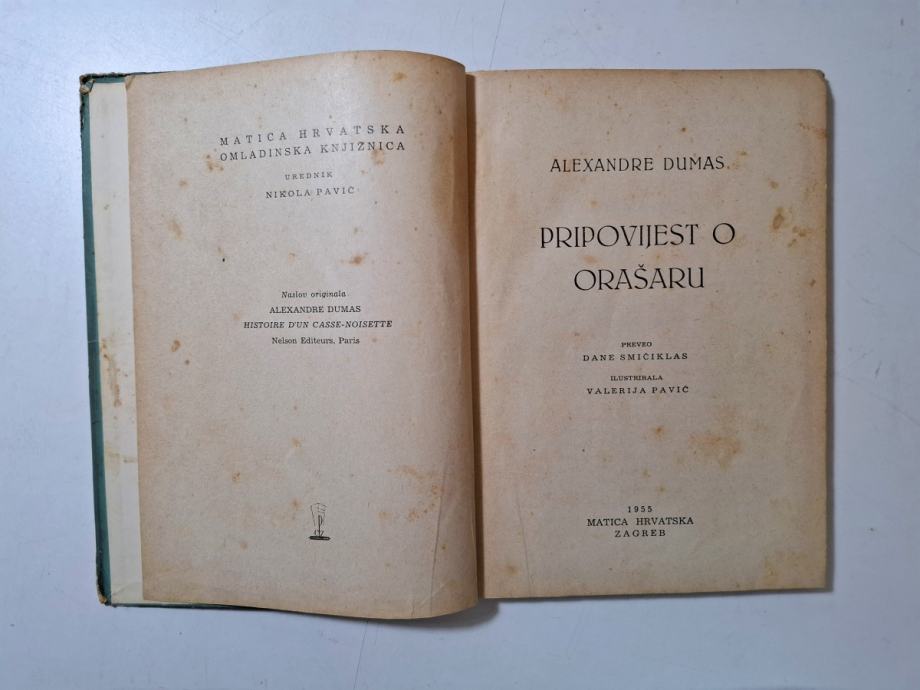 MATICA HRVATSKA
OMLADINSKA KNJIŽNICA
UREDNIK
NIKOLA PAVIĆ
Naslov originala
ALEXANDRE DUMAS
HISTOIRE D'UN CASSE-NOISETTE
Nelson Editeurs, Paris
ALEXANDRE DUMAS
PRIPOVIJEST O
ORAŠARU
PREVEO
DANE SMIČIKLAS
ILUSTRIRALA
VALERIJA PAVIĆ
1955
MATICA HRVATSKA
ZAGREB